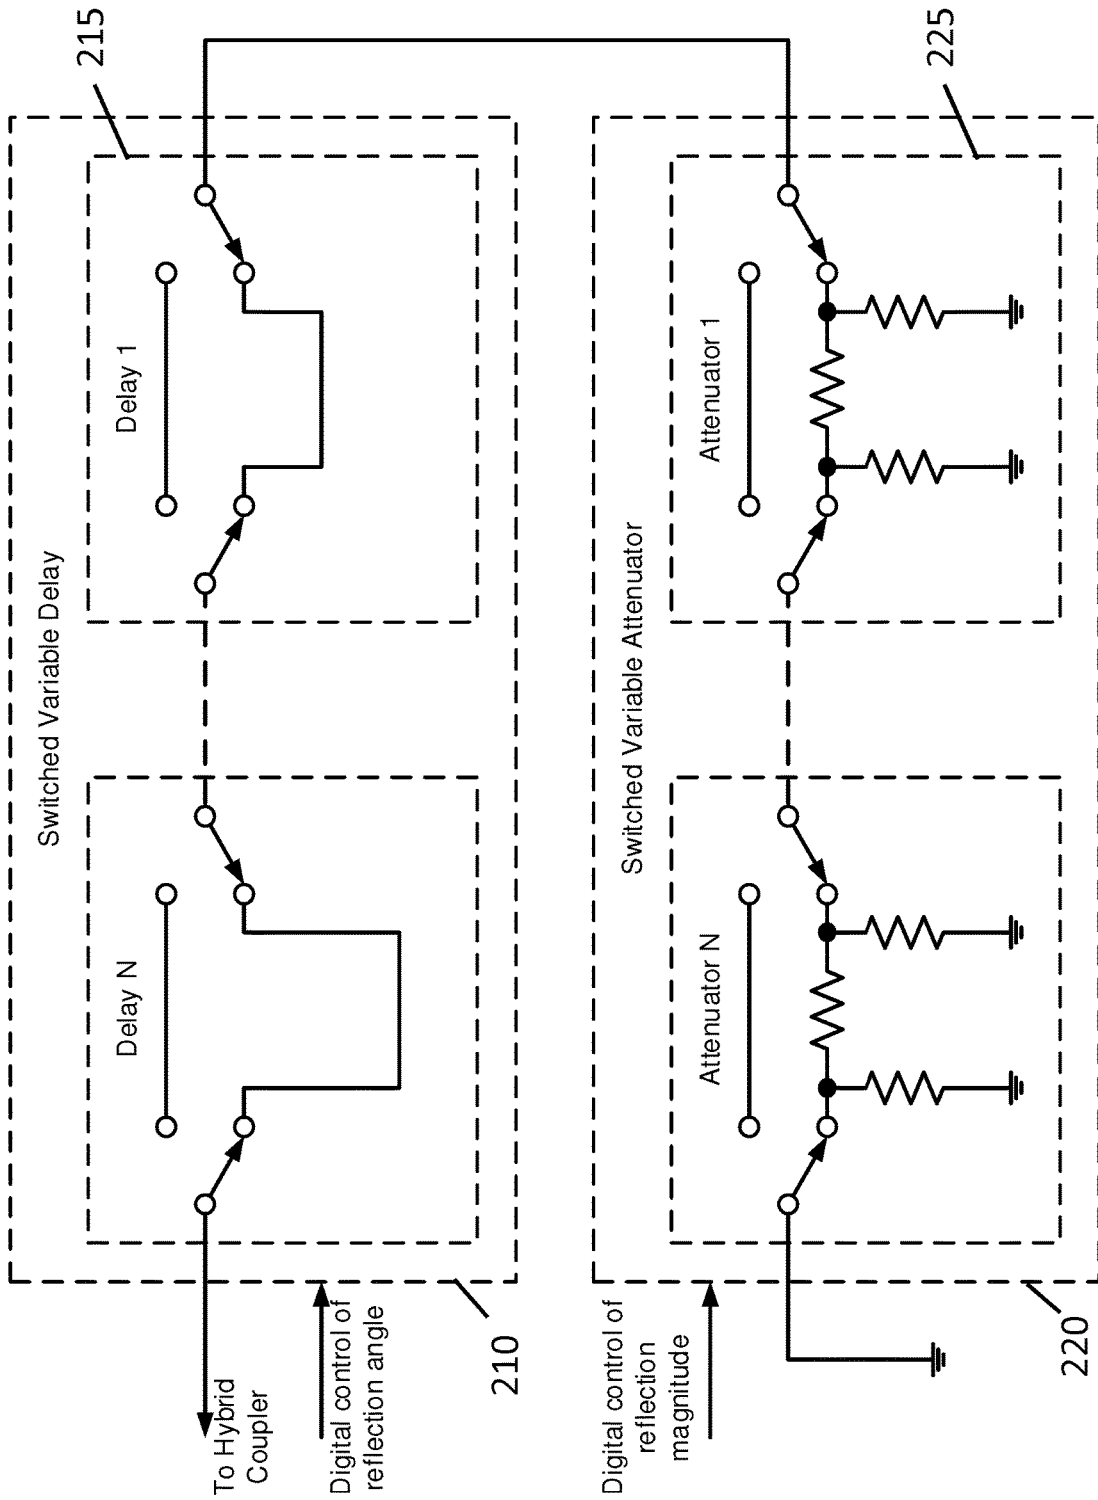 Switched Variable Delay
215
Delay N
Delay 1
To Hybrid
Coupler
Digital control of
reflection angle
210
Switched Variable Attenuator
225
Attenuator N
Attenuator 1
Digital control of
reflection
magnitude
220